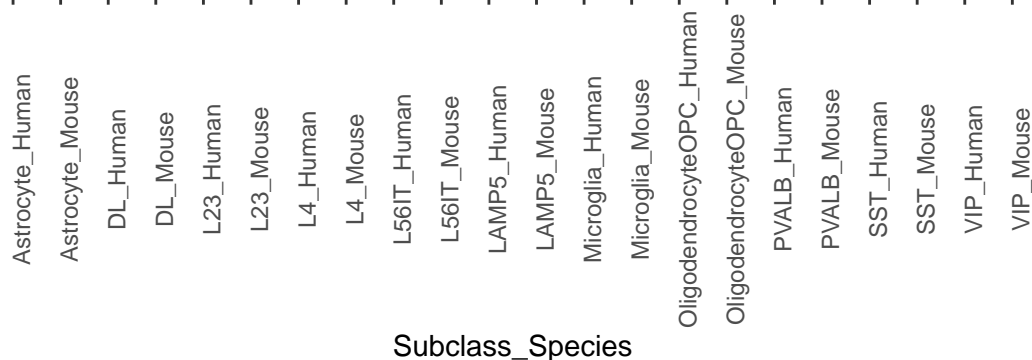 Astrocyte_Human
Astrocyte_Mouse
DL_Human
DL_Mouse
L23_Human
L23_Mouse
L4_Human
L4_Mouse
L56IT_Human
L56IT_Mouse
LAMP5_Human
LAMP5_Mouse
Microglia_Human
Microglia_Mouse
OligodendrocyteOPC_Human
OligodendrocyteOPC_Mouse
PVALB_Human
PVALB_Mouse
SST_Human
SST_Mouse
VIP_Human
VIP_Mouse
Subclass_Species